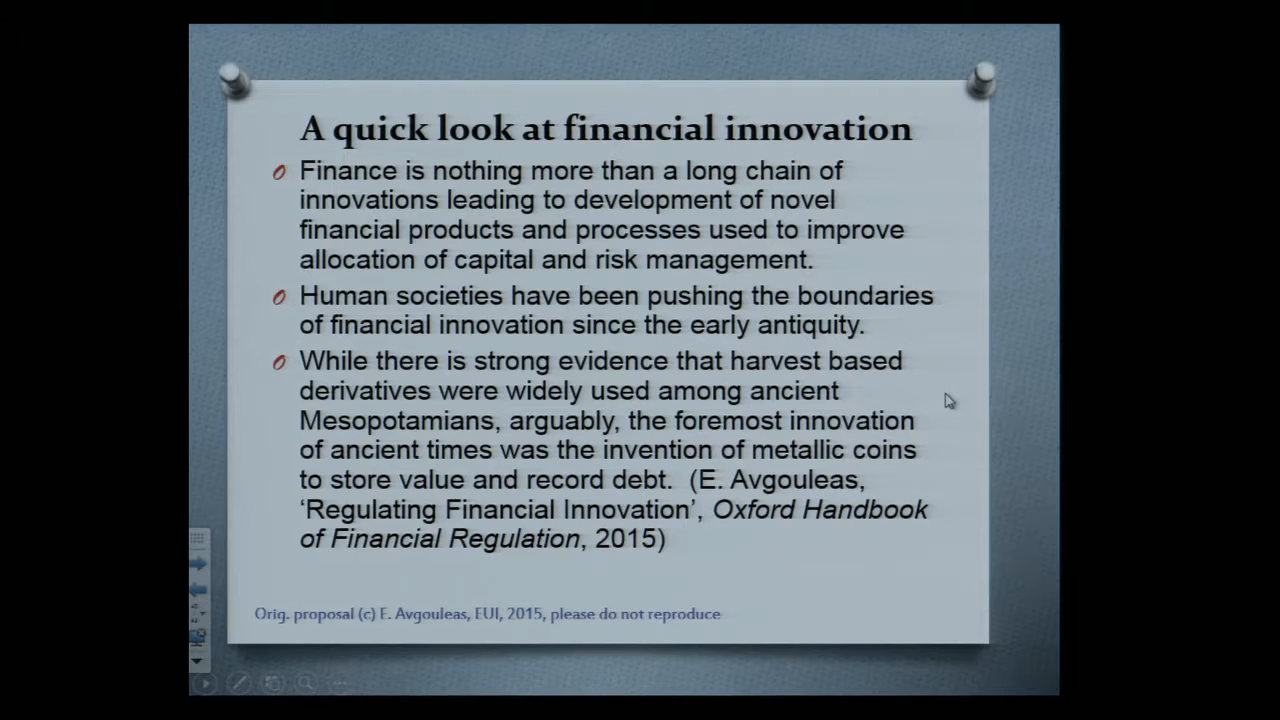 A quick look at financial innovation
Finance is nothing more than a long chain of
innovations leading to development of novel
financial products and processes used to improve
allocation of capital and risk management.
Human societies have been pushing the boundaries
of financial innovation since the early antiquity.
While there is strong evidence that harvest based
derivatives were widely used among ancient
Mesopotamians, arguably, the foremost innovation
of ancient times was the invention of metallic coins
to store value and record debt. (E. Avgouleas,
‘Regulating Financial Innovation’, Oxford Handbook
of Financial Regulation, 2015)
Orig. proposal (c) E. Avgouleas, EUI, 2015, please do not reproduce